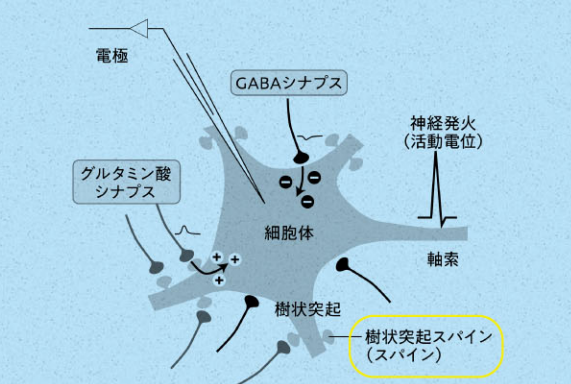 電極
GABAシナプス
神経発火
（活動電位）
グルタミン酸
シナプス
細胞体
軸索
樹状突起
樹状突起スパイン
（スパイン）